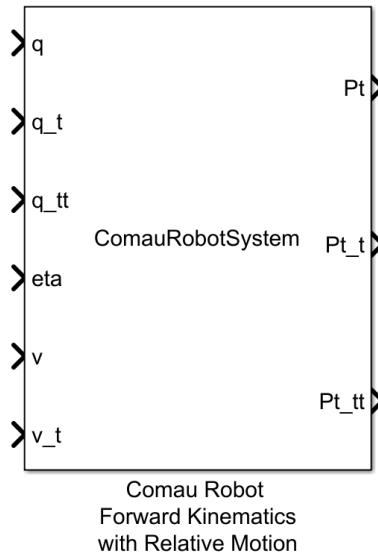 q
Pt
q_t
q_tt
ComauRobotSystem
Pt_t
eta
v
Pt_tt
v_t
Comau Robot
Forward Kinematics
with Relative Motion